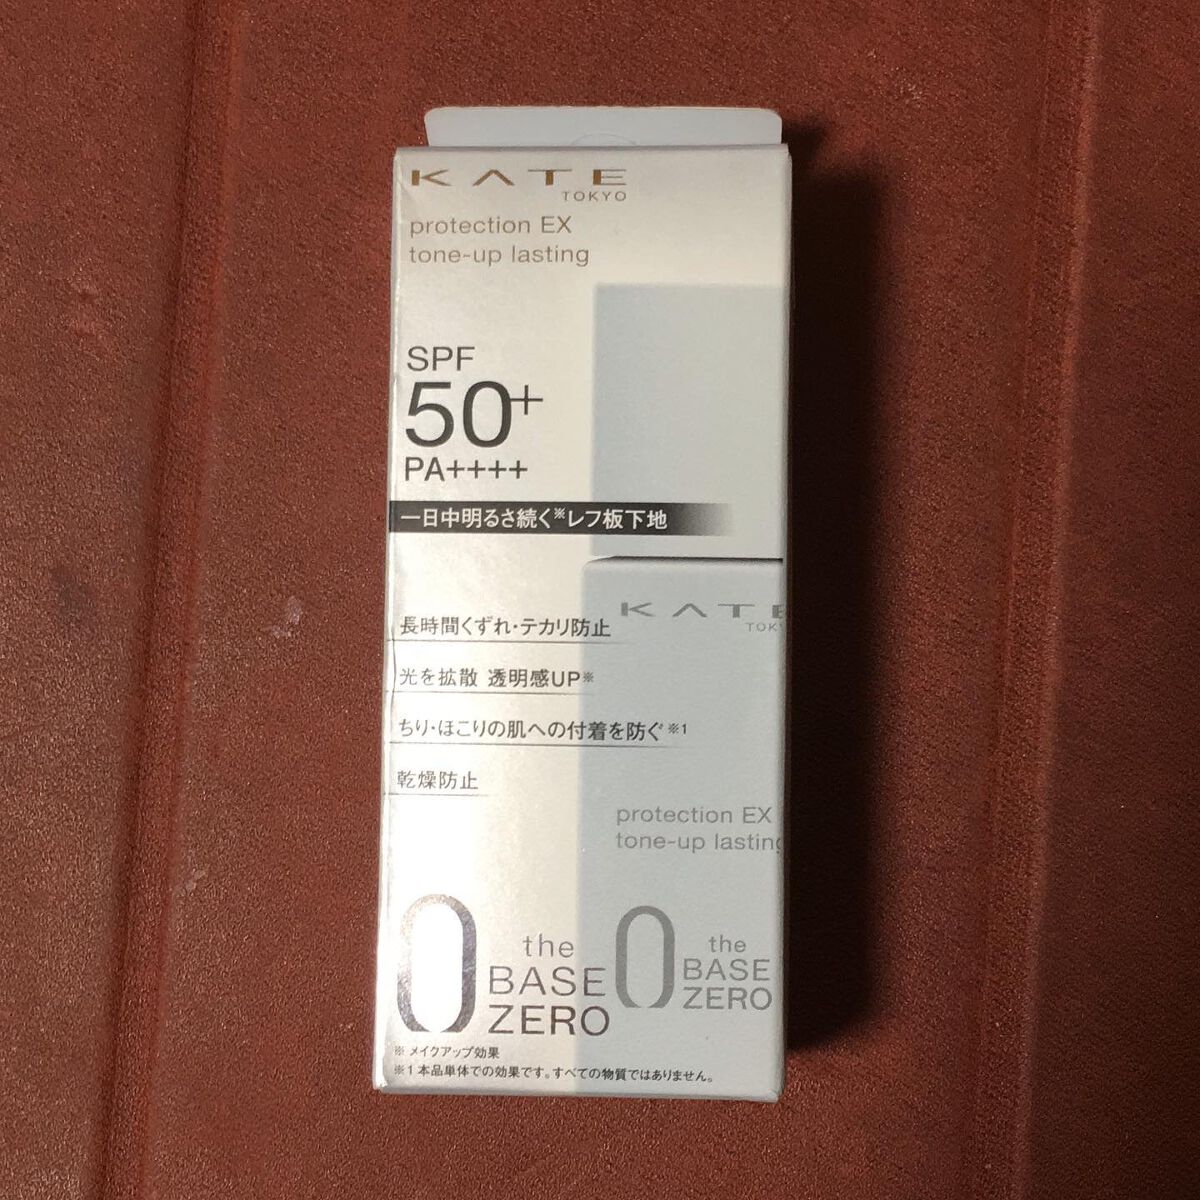 KATE
TOKYO
protection EX
tone-up lasting
SPF
50+
PA++++
一日中明るさ続く※レフ板下地
KATE
TOKY
長時間くずれ・テカリ防止
光を拡散 透明感UP※
ちり・ほこりの肌への付着を防ぐ※1
乾燥防止
protection EX
tone-up lasting
0 the
BASE
ZERO
0 the
BASE
ZERO
※メイクアップ効果
※1本品単体での効果です。すべての物質ではありません。